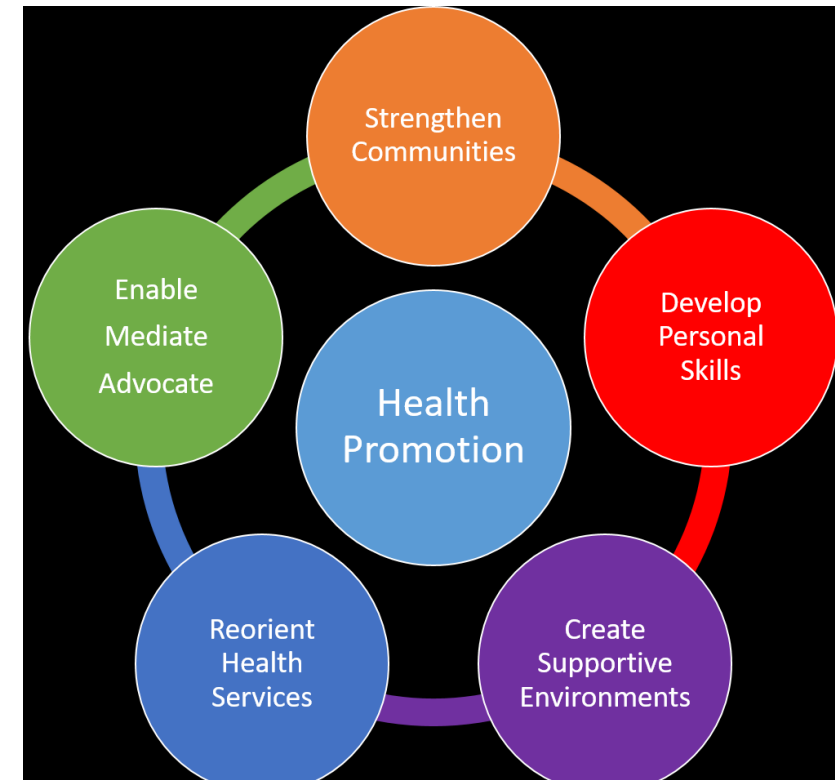 Strengthen
Communities
Develop
Personal
Skills
Create
Supportive
Environments
Reorient
Health
Services
Enable
Mediate
Advocate
Health
Promotion